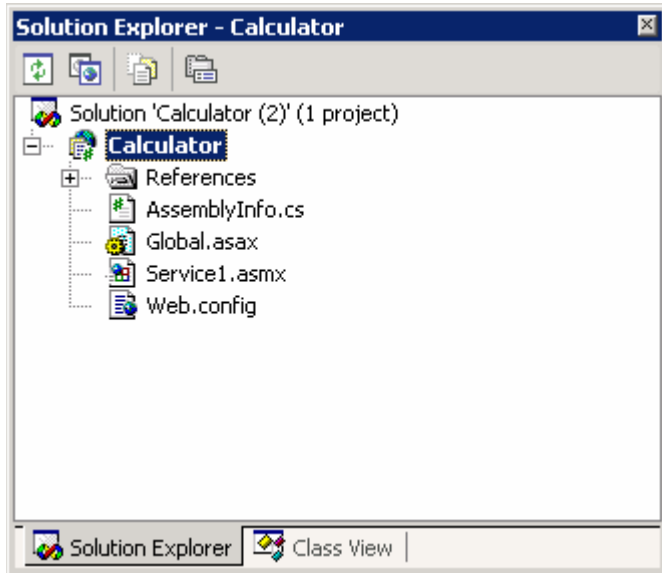 Solution Explorer - Calculator
Solution 'Calculator (2)' (1 project)
Calculator
References
AssemblyInfo.cs
Global.asax
Service1.asmx
Web.config
Solution Explorer Class View